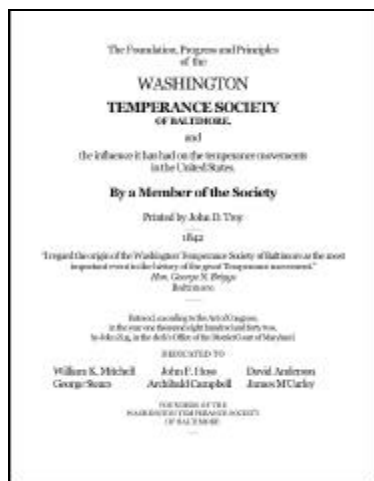 The Foundation, Progress and Principles
of the
WASHINGTON
TEMPERANCE SOCIETY
OF BALTIMORE,
and
the influence it has had on the temperance movements
in the United States.
By a Member of the Society
Printed by John D. Toy
1842
"I regard the origin of the Washington Temperance Society of Baltimore as the most
important event in the history of the great Temperance movement."
Hon. George N. Briggs
Baltimore
Entered, according to the Act of Congress,
in the year one thousand eight hundred and forty two,
by John, in the clerk's Office of the District Court of Maryland.
DEDICATED TO
William K. Mitchell John F. Hoss David Anderson
George Stears Archibald Campbell James M'Curley
FOUNDERS OF THE
WASHINGTON TEMPERANCE SOCIETY
OF BALTIMORE